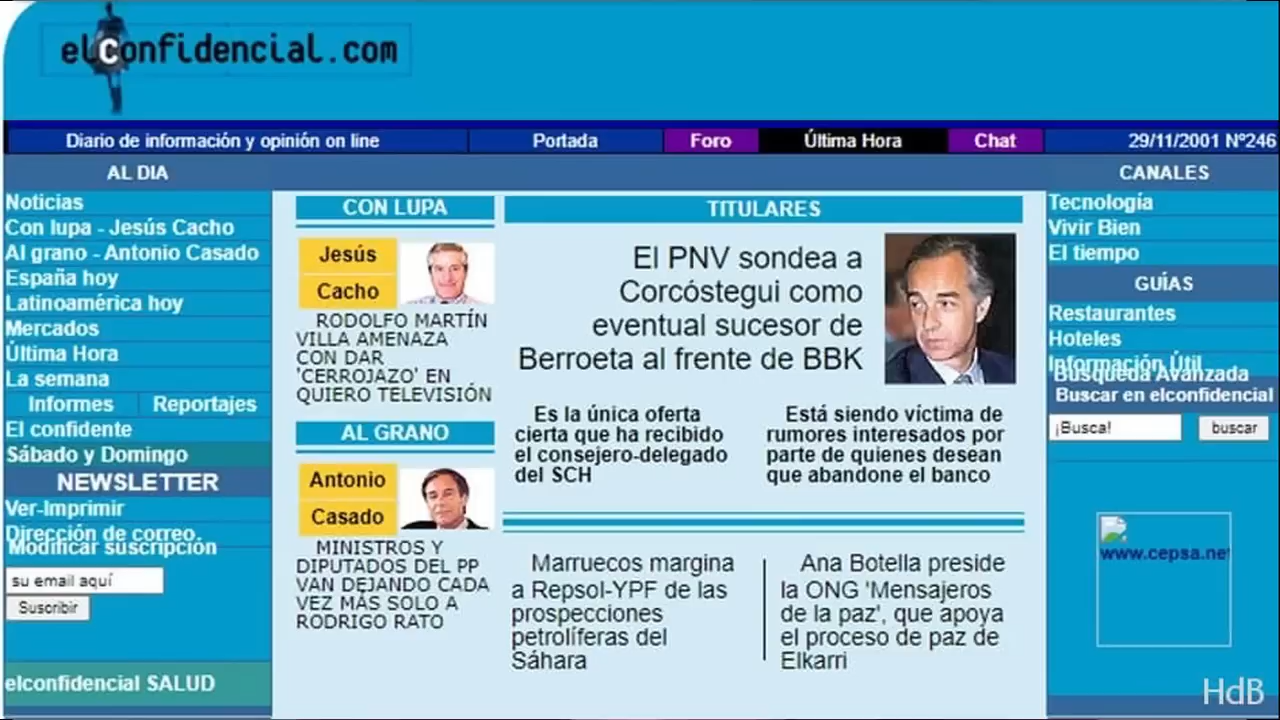 elconfidencial.com
Diario de información y opinión on line
Portada
Foro
Última Hora
Chat
29/11/2001 Nº246
AL DIA
Noticias
Con lupa - Jesús Cacho
Al grano - Antonio Casado
España hoy
Latinoamérica hoy
Mercados
Última Hora
La semana
Informes
Reportajes
El confidente
Sábado y Domingo
NEWSLETTER
Ver-Imprimir
Dirección de correo.
Modificar suscripción
su email aquí
Suscribir
elconfidencial SALUD
CON LUPA
Jesús
Cacho
RODOLFO MARTÍN
VILLA AMENAZA
CON DAR
'CERROJAZO' EN
QUIERO TELEVISIÓN
AL GRANO
Antonio
Casado
MINISTROS Y
DIPUTADOS DEL PP
VAN DEJANDO CADA
VEZ MÁS SOLO A
RODRIGO RATO
TITULARES
El PNV sondea a
Corcóstegui como
eventual sucesor de
Berroeta al frente de BBK
Es la única oferta
cierta que ha recibido
el consejero-delegado
del SCH
Está siendo víctima de
rumores interesados por
parte de quienes desean
que abandone el banco
Marruecos margina
a Repsol-YPF de las
prospecciones
petrolíferas del
Sáhara
Ana Botella preside
la ONG 'Mensajeros
de la paz', que apoya
el proceso de paz de
Elkarri
CANALES
Tecnología
Vivir Bien
El tiempo
GUÍAS
Restaurantes
Hoteles
Información Útil
Búsqueda Avanzada
Buscar en elconfidencial
¡Busca!
buscar
www.cepsa.ne
HdB